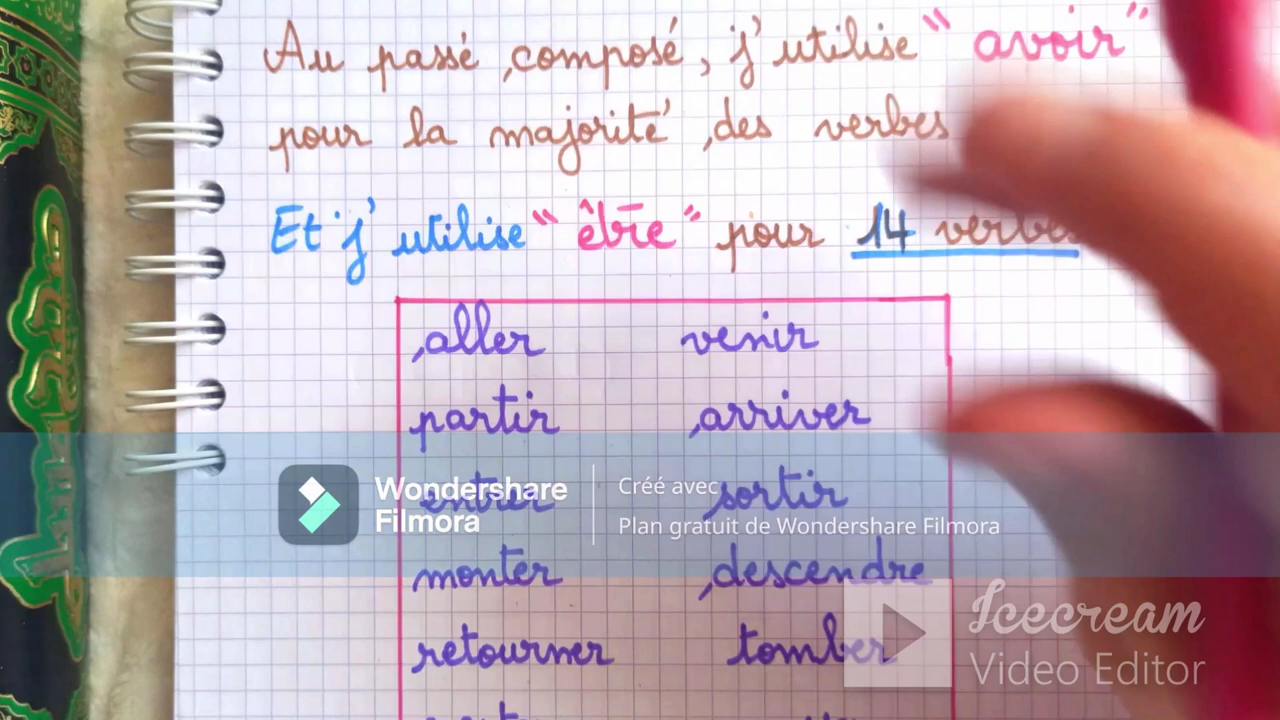 Au passé composé, j'utilise "avoir"
pour la majorité des verbes
Et j'utilise "être" pour 14 verbes
aller venir
partir arriver
entrer sortir
Wondershare
Filmora
Créé avec
Plan gratuit de Wondershare Filmora
monter descendre
retourner tomber
Icecream
Video Editor